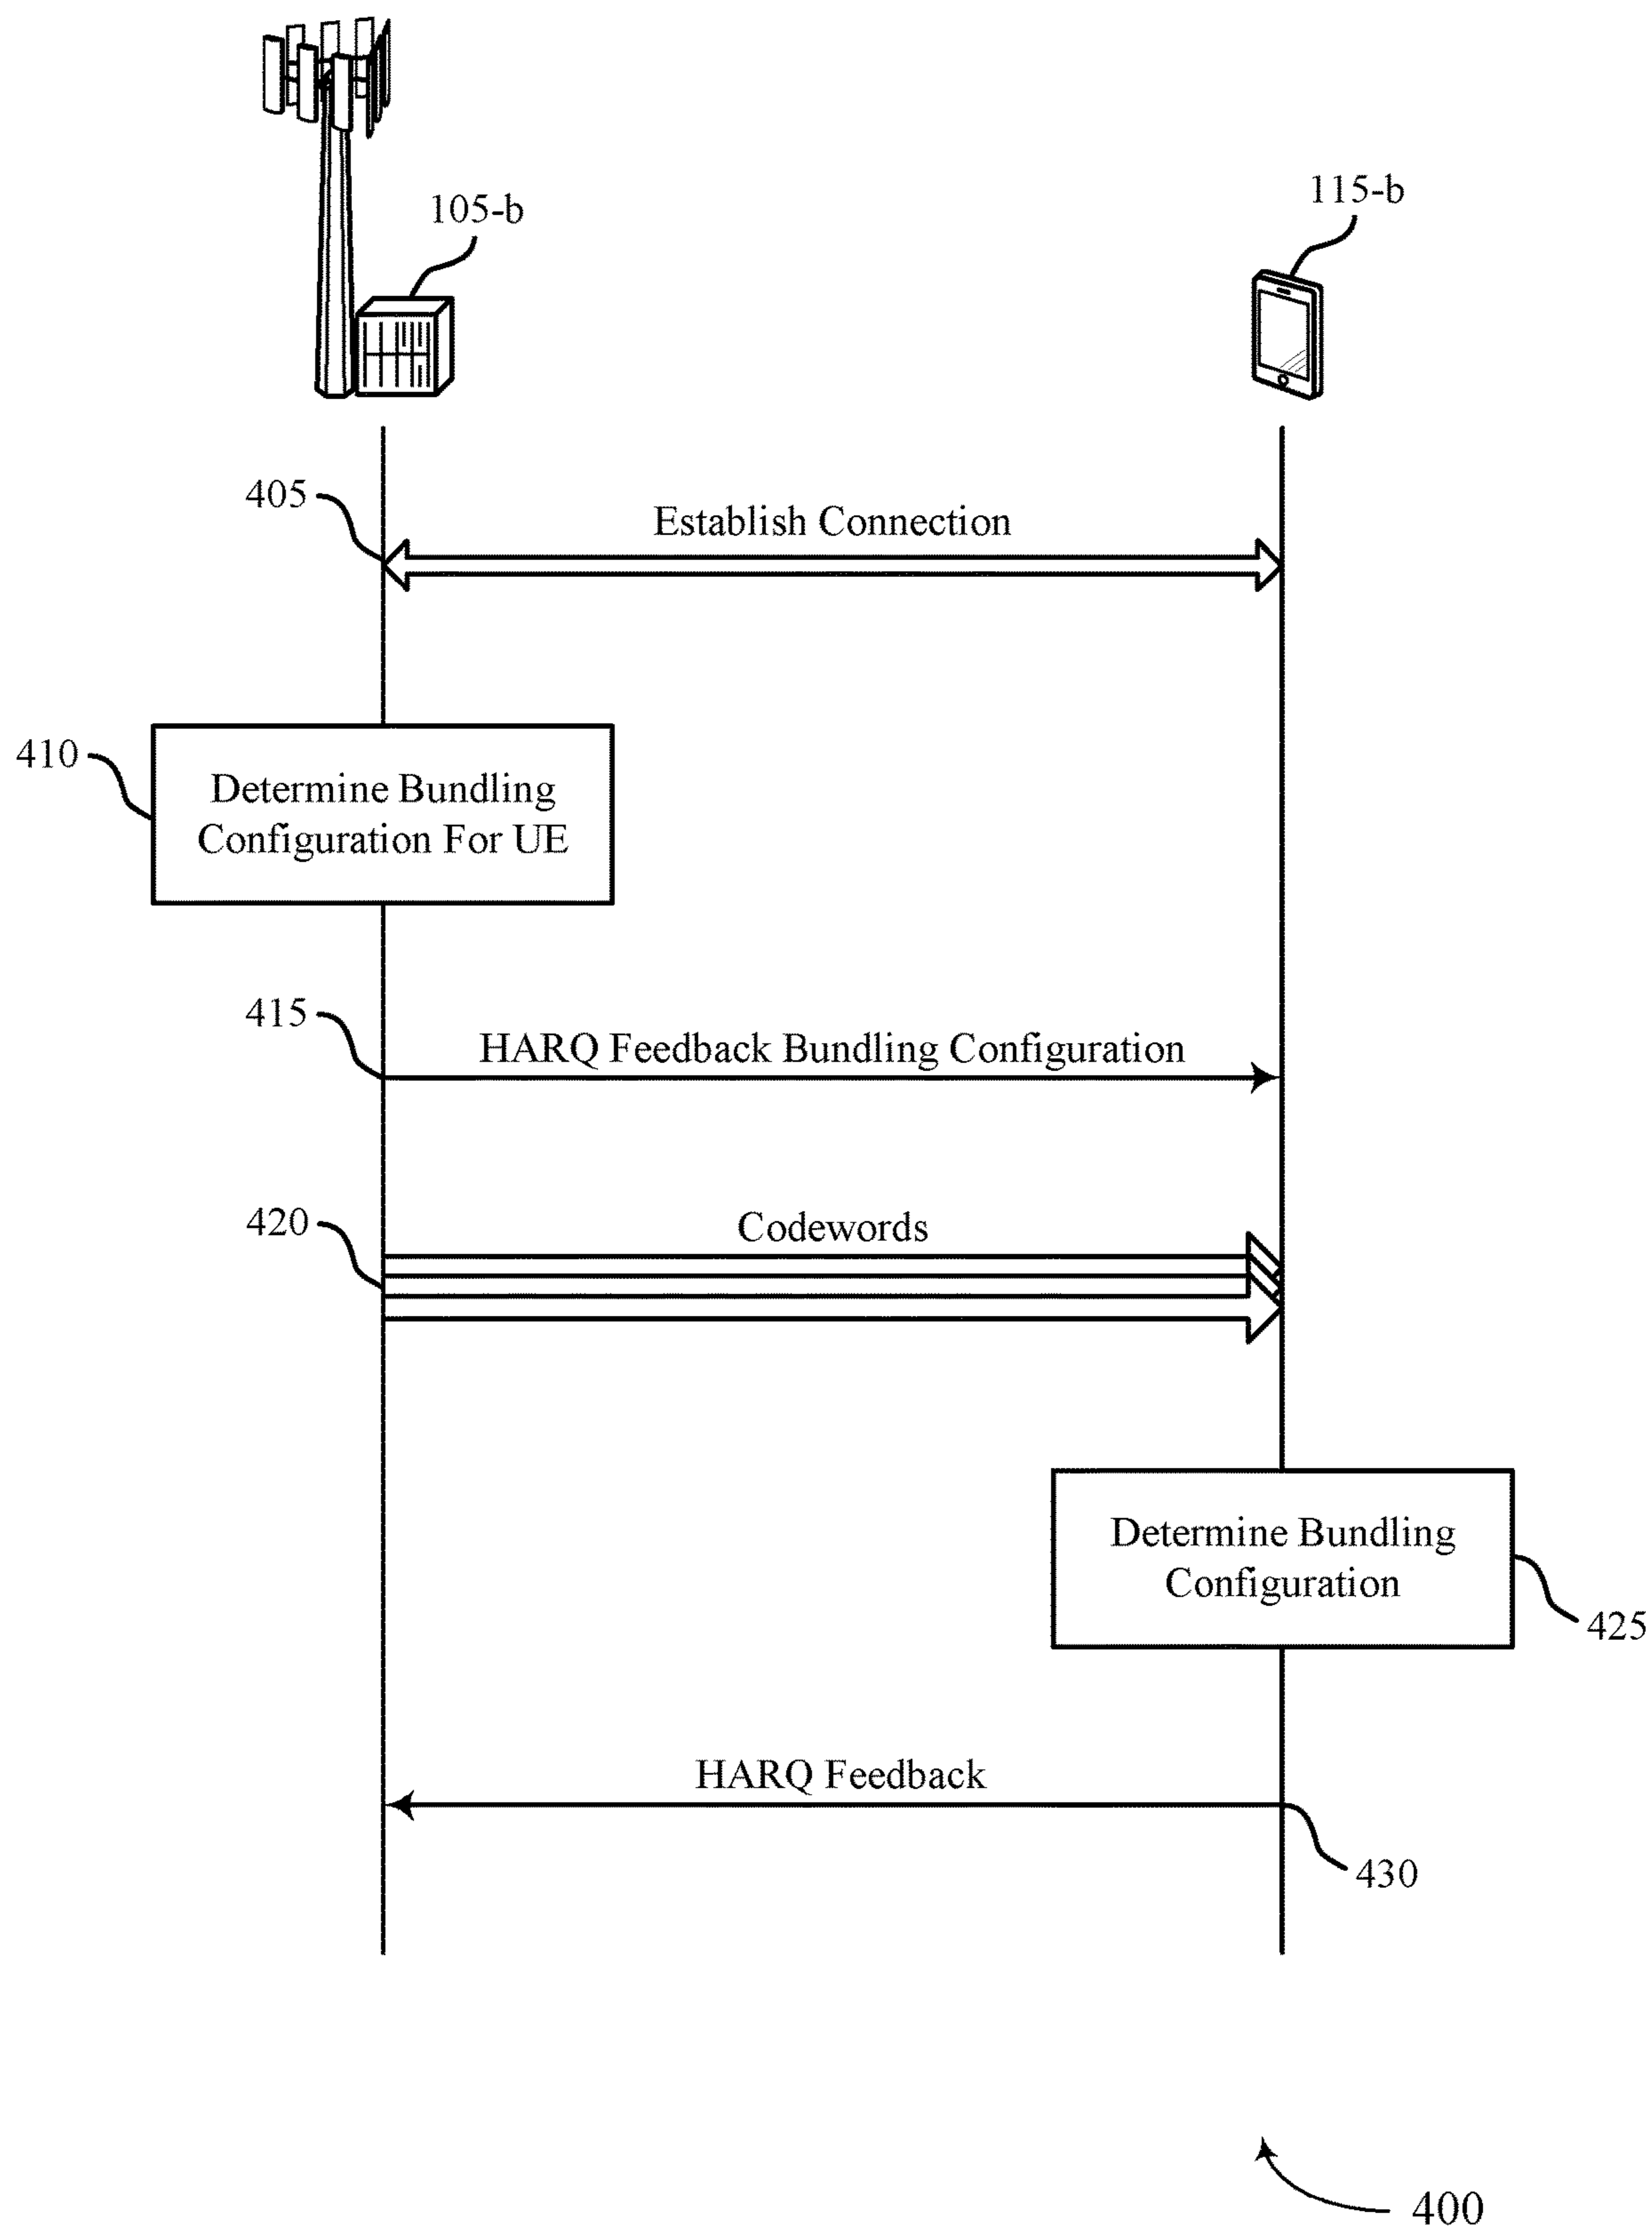 115-b
105-b
405
Establish Connection
410
Determine Bundling
Configuration For UE
415
HARQ Feedback Bundling Configuration
420
Codewords
Determine Bundling
Configuration
425
HARQ Feedback
430
400